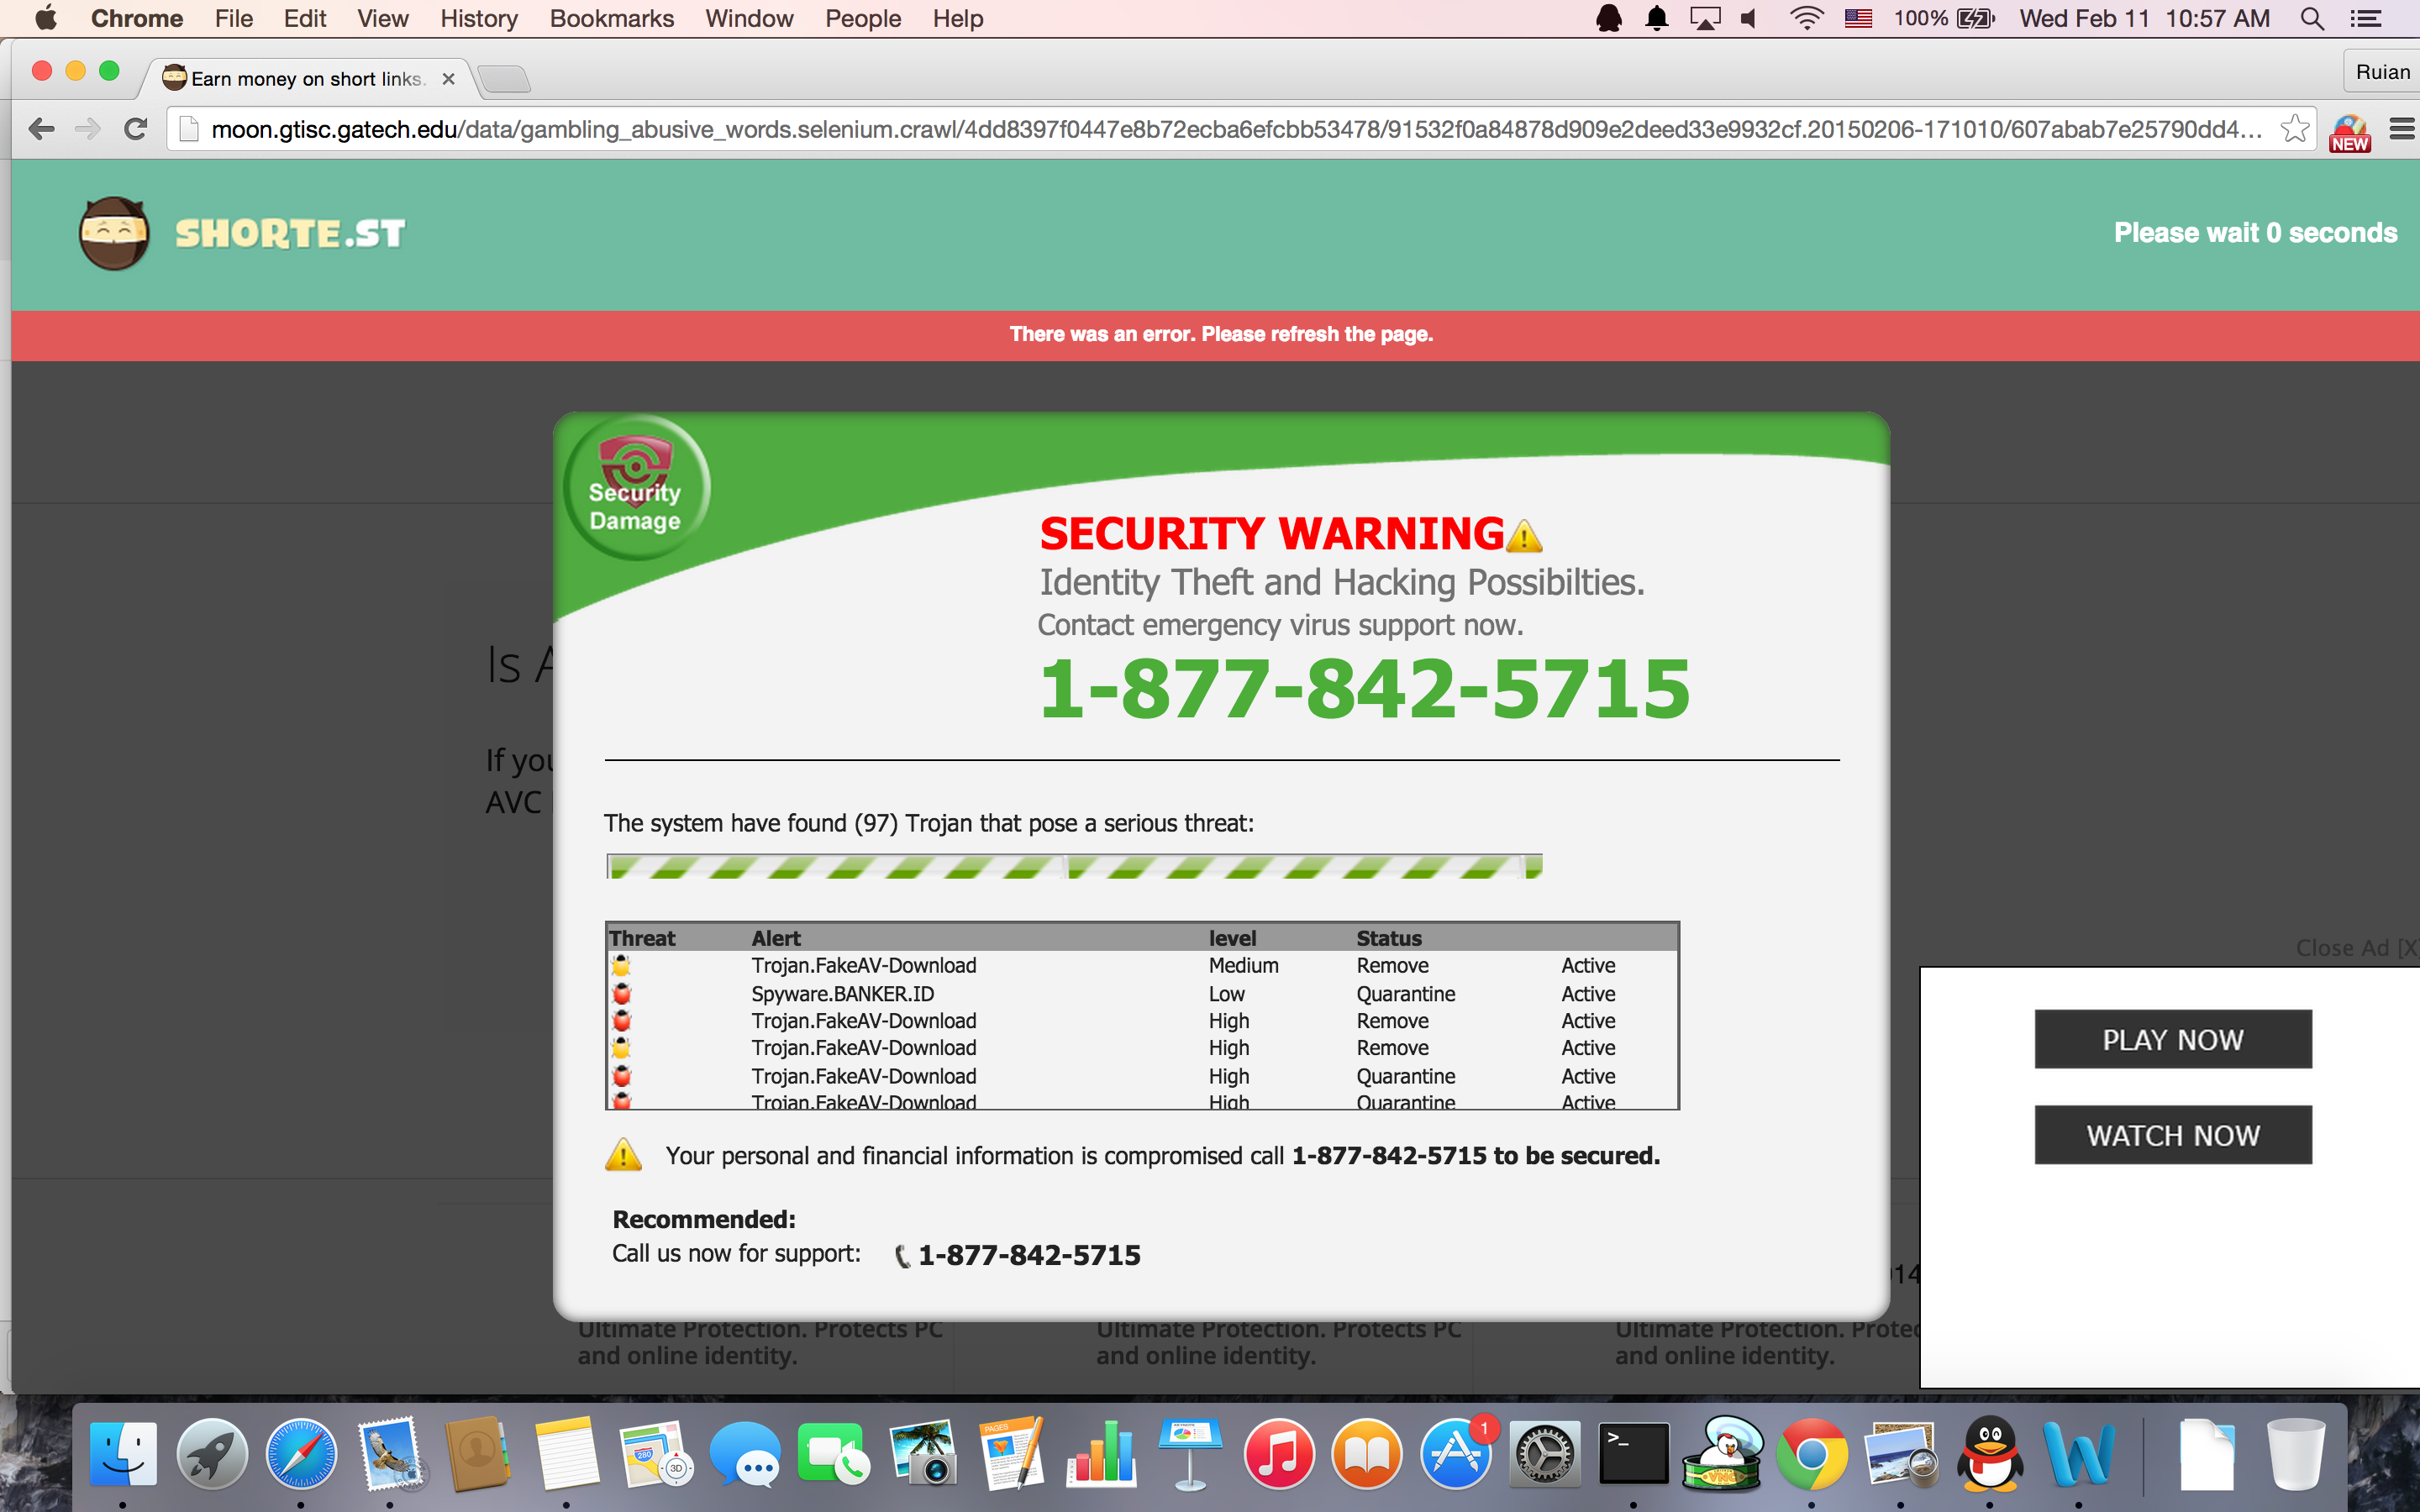 Chrome File Edit View History Bookmarks Window People Help 100% Wed Feb 11 10:57 AM
Earn money on short links.
Ruian
moon.gtisc.gatech.edu/data/gambling_abusive_words.selenium.crawl/4dd8397f0447e8b72ecba6efcbb53478/91532f0a84878d909e2deed33e9932cf.20150206-171010/607abab7e25790dd4...
NEW
SHORTE.ST
Please wait 0 seconds
There was an error. Please refresh the page.
Security
Damage
SECURITY WARNING
Identity Theft and Hacking Possibilties.
Contact emergency virus support now.
1-877-842-5715
Is A
If you
AVC
The system have found (97) Trojan that pose a serious threat:
Threat Alert level Status
Trojan.FakeAV-Download Medium Remove Active
Spyware.BANKER.ID Low Quarantine Active
Trojan.FakeAV-Download High Remove Active
Trojan.FakeAV-Download High Remove Active
Trojan.FakeAV-Download High Quarantine Active
Trojan.FakeAV-Download High Quarantine Active
Close Ad [X
PLAY NOW
WATCH NOW
Your personal and financial information is compromised call 1-877-842-5715 to be secured.
Recommended:
Call us now for support: 1-877-842-5715
014
Ultimate Protection. Protects PC
and online identity.
Ultimate Protection. Protects PC
and online identity.
Ultimate Protection. Protec
and online identity.
3D
PAGES
KEYNOTE
1
>_
VNC
W